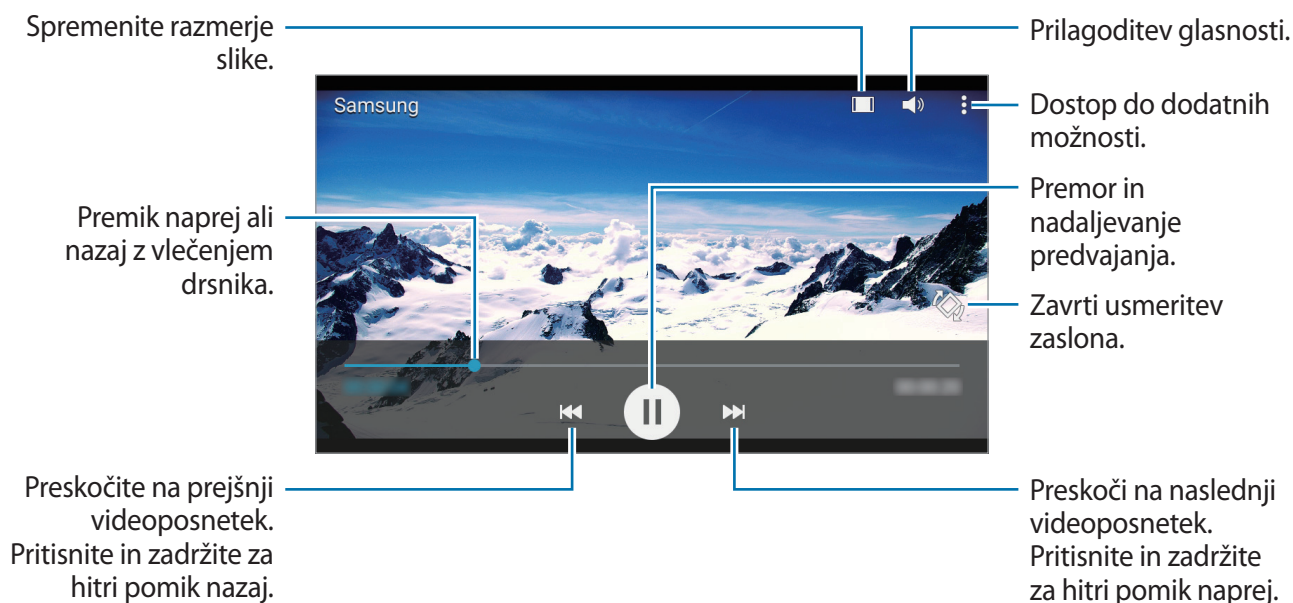 Spremenite razmerje
slike.
Prilagoditev glasnosti.
Samsung
Dostop do dodatnih
možnosti.
Premik naprej ali
nazaj z vlečenjem
drsnika.
Premor in
nadaljevanje
predvajanja.
Zavrti usmeritev
zaslona.
Preskočite na prejšnji
videoposnetek.
Pritisnite in zadržite za
hitri pomik nazaj.
Preskoči na naslednji
videoposnetek.
Pritisnite in zadržite
za hitri pomik naprej.